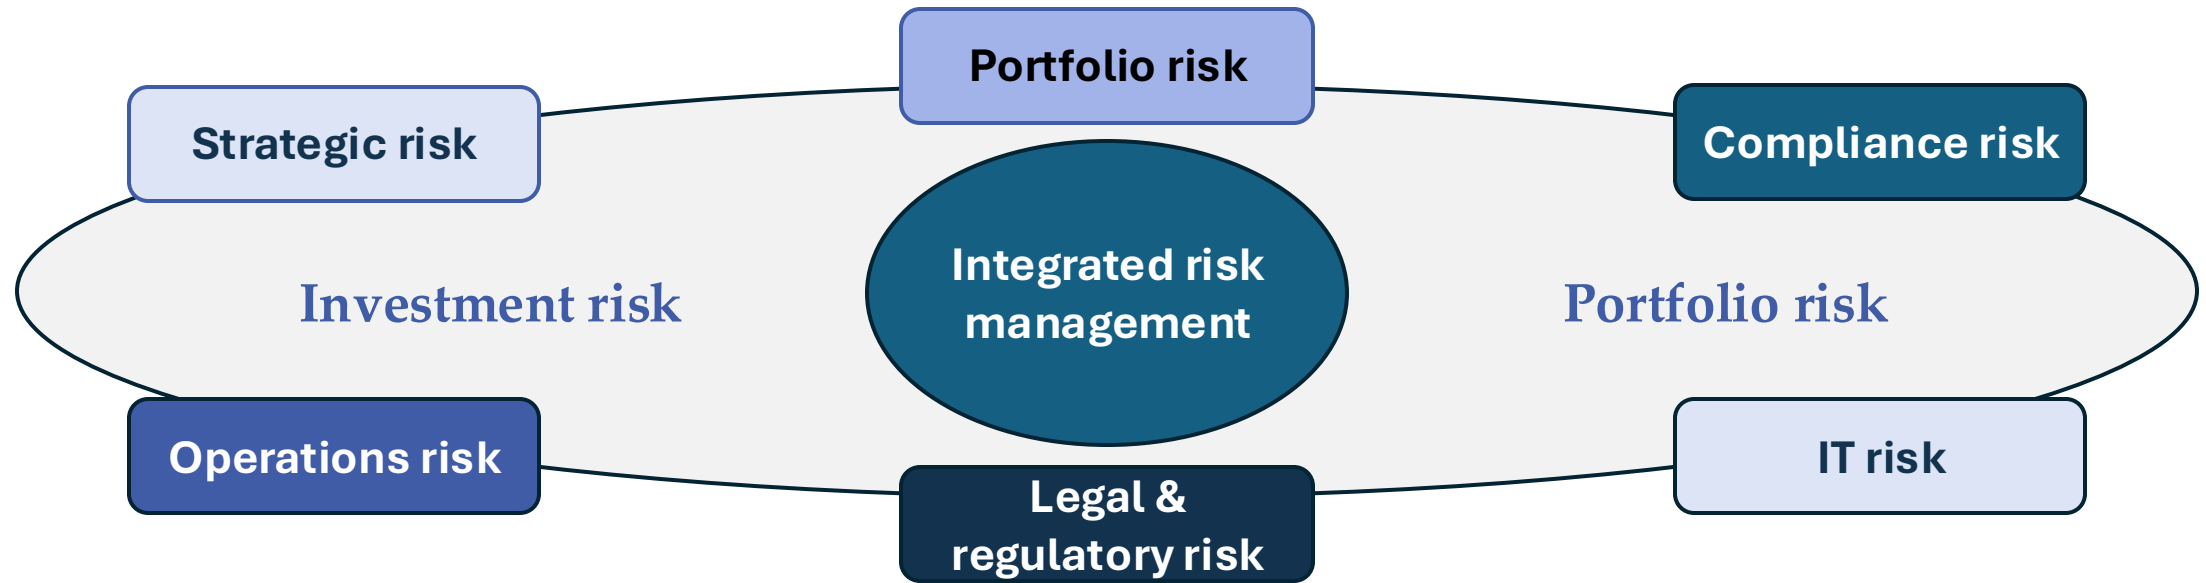 Portfolio risk
Strategic risk
Compliance risk
Integrated risk
management
Investment risk
Portfolio risk
Operations risk
IT risk
Legal &
regulatory risk